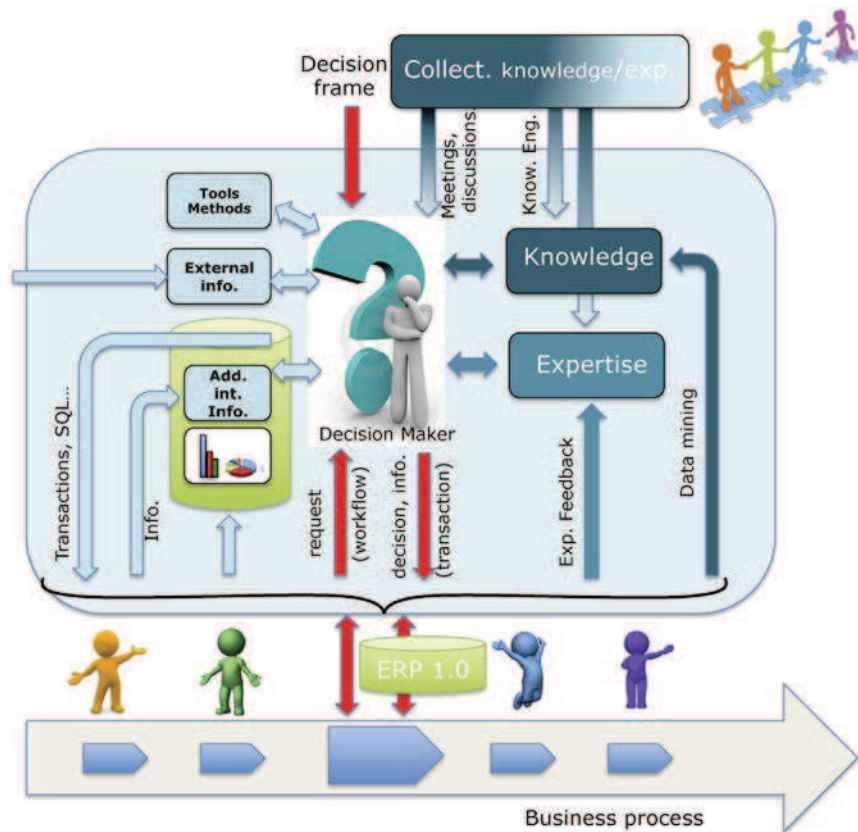 Decision
frame
Collect. knowledge/exp.
Meetings,
discussions.
Know. Eng.
Tools
Methods
External
info.
Knowledge
Add.
int.
Info.
Expertise
Decision Maker
Transactions, SQL...
Info.
request
(workflow)
decision, info.
(transaction)
Exp. Feedback
Data mining
ERP 1.0
Business process